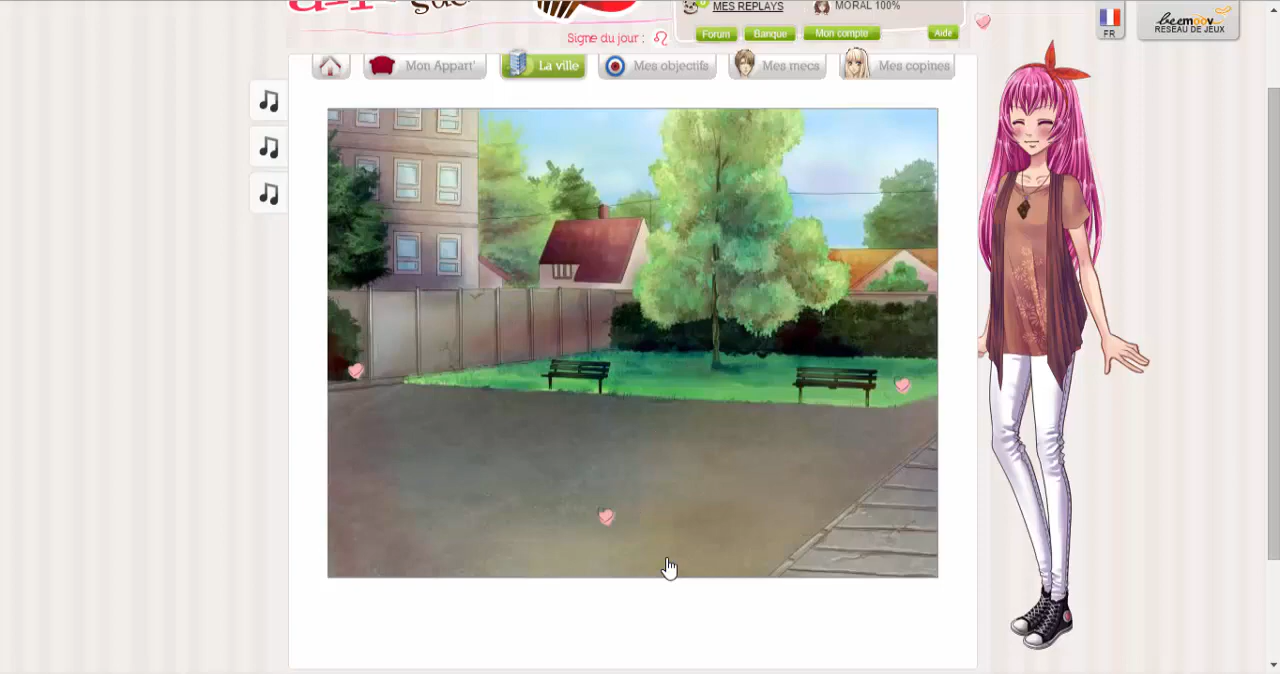 MES REPLAYS
MORAL 100%
Signe du jour :
Forum
Banque
Mon compte
Aide
FR
beemoov
RESEAU DE JEUX
Mon Appart'
La ville
Mes objectifs
Mes mecs
Mes copines